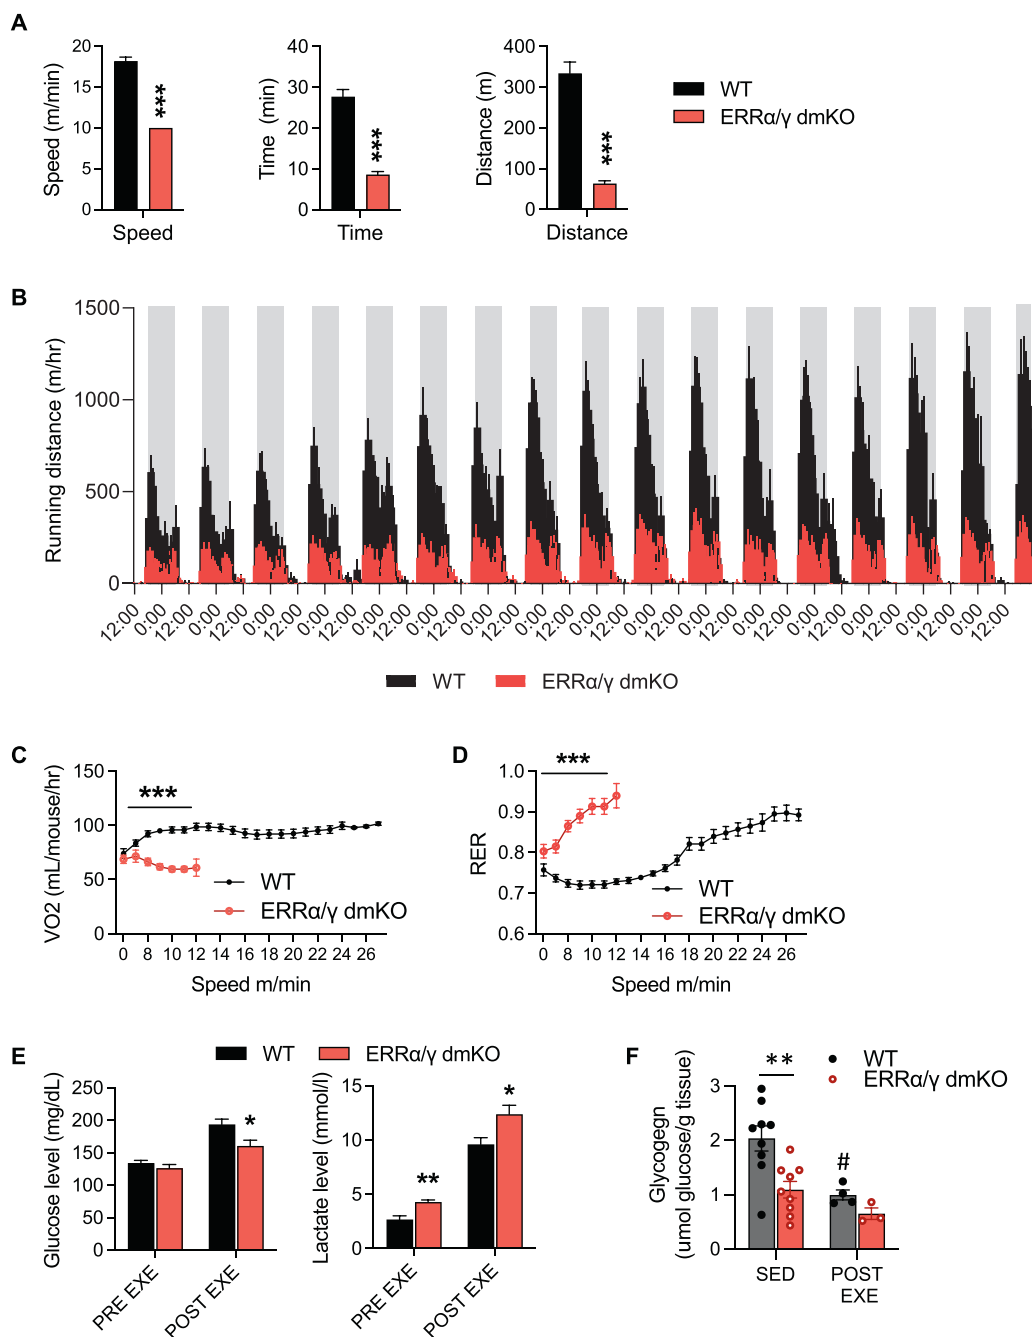 A
Speed (m/min)
20
15
10
5
0
***
Speed
Time (min)
40
30
20
10
0
***
Time
Distance (m)
400
300
200
100
0
***
Distance
WT
ERRα/γ dmKO
B
Running distance (m/hr)
1500
1000
500
0
12:00 0:00 12:00 0:00 12:00 0:00 12:00 0:00 12:00 0:00 12:00 0:00 12:00 0:00 12:00 0:00 12:00 0:00 12:00 0:00 12:00 0:00 12:00 0:00 12:00 0:00 12:00 0:00 12:00 0:00 12:00 0:00 12:00
WT ERRα/γ dmKO
C
VO2 (mL/mouse/hr)
150
100
50
0
***
WT
ERRα/γ dmKO
0 8 10 12 14 16 18 20 22 24 26
Speed m/min
D
RER
1.0
0.9
0.8
0.7
0.6
***
WT
ERRα/γ dmKO
0 8 10 12 14 16 18 20 22 24 26
Speed m/min
E
WT ERRα/γ dmKO
Glucose level (mg/dL)
250
200
150
100
50
0
*
PRE EXE
POST EXE
Lactate level (mmol/l)
15
10
5
0
**
*
PRE EXE
POST EXE
F
WT
ERRα/γ dmKO
Glycogegn
(umol glucose/g tissue)
3
2
1
0
**
#
SED
POST
EXE